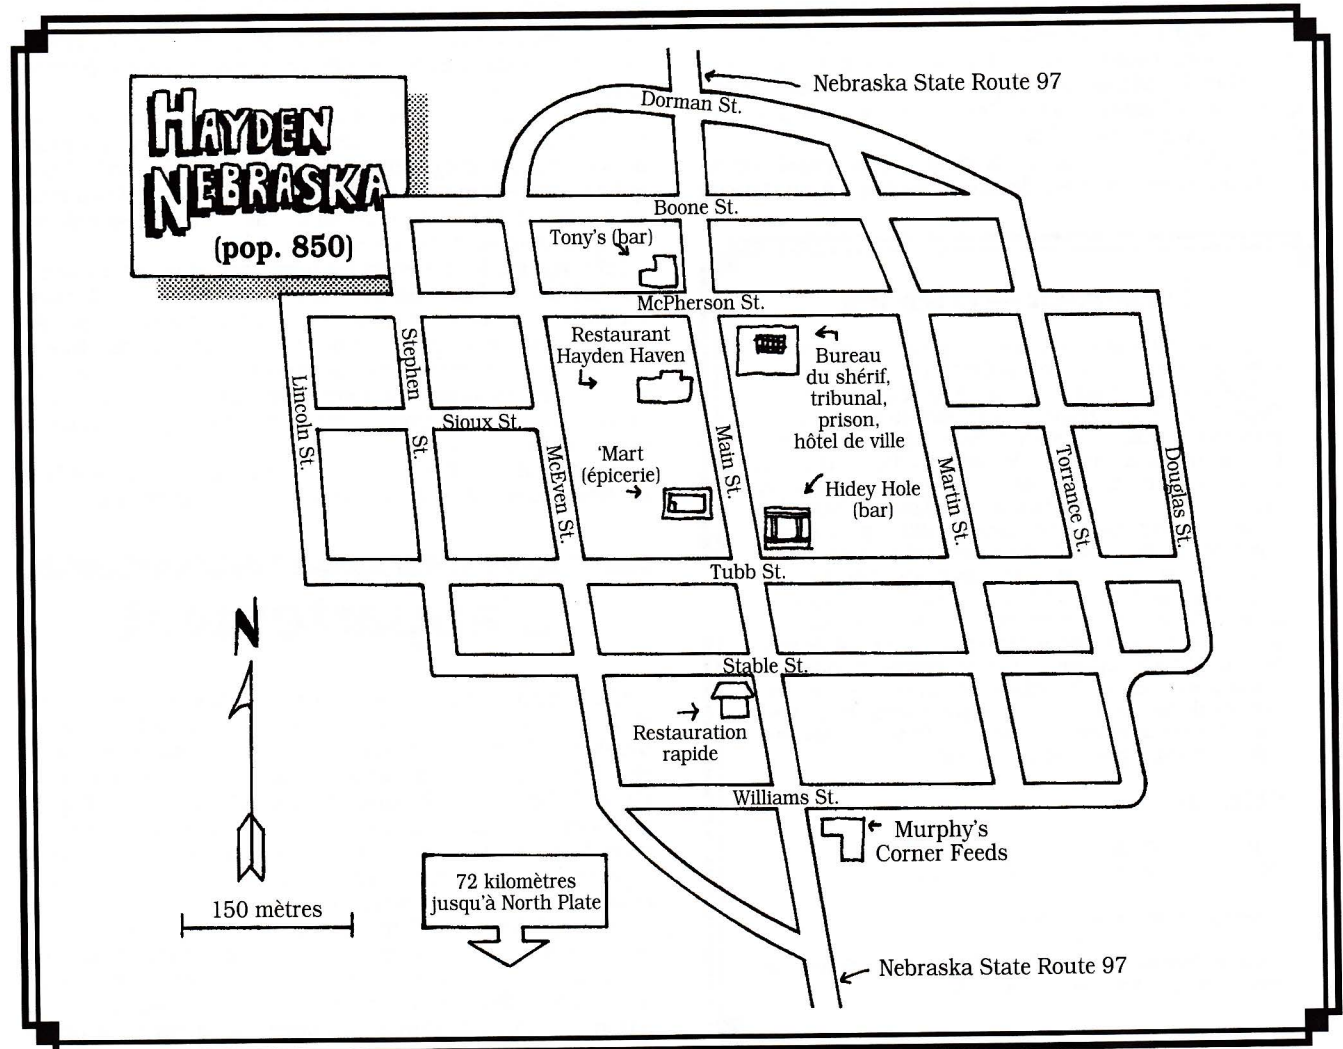 HAYDEN
NEBRASKA
(pop. 850)
Nebraska State Route 97
Dorman St.
Boone St.
Tony's (bar)
McPherson St.
Restaurant
Hayden Haven
Bureau
du shérif,
tribunal,
prison,
hôtel de ville
Stephen
St.
Lincoln St.
Sioux St.
McEven St.
'Mart
(épicerie)
Main St.
Hidey Hole
(bar)
Martin St.
Torrance St.
Douglas St.
Tubb St.
N
Stable St.
Restauration
rapide
Williams St.
Murphy's
Corner Feeds
72 kilomètres
jusqu'à North Plate
150 mètres
Nebraska State Route 97